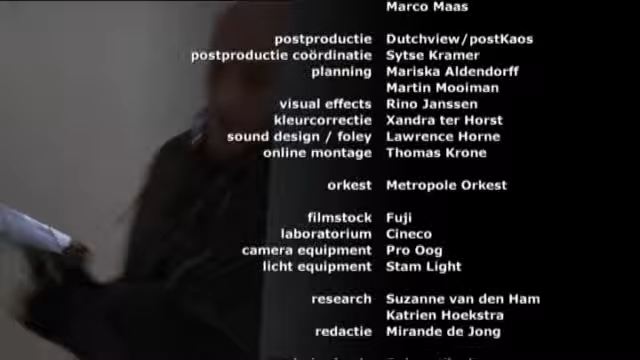 Marco Maas
postproductie Dutchview/postKaos
postproductie coördinatie Sytse Kramer
planning Mariska Aldendorff
Martin Mooiman
visual effects Rino Janssen
kleurcorrectie Xandra ter Horst
sound design / foley Lawrence Horne
online montage Thomas Krone
orkest Metropole Orkest
filmstock Fuji
laboratorium Cineco
camera equipment Pro Oog
licht equipment Stam Light
research Suzanne van den Ham
Katrien Hoekstra
redactie Mirande de Jong